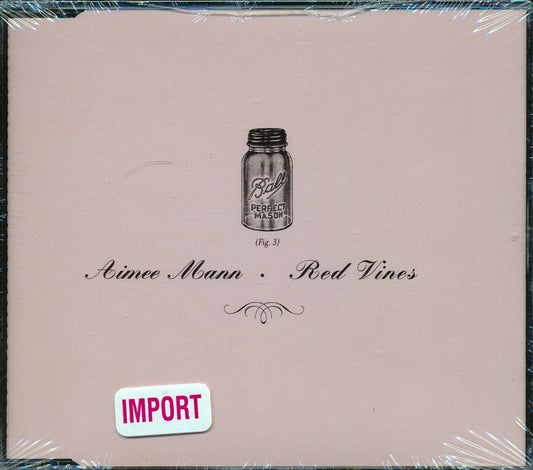 Ball
PERFECT
MASON
(Fig. 3)
Aimee Mann . Red Vines
IMPORT